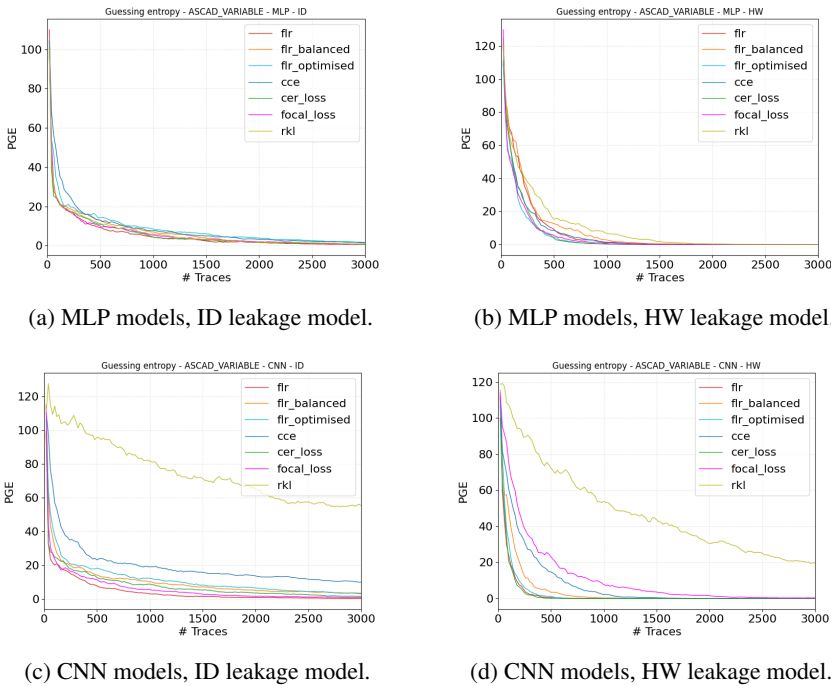 Guessing entropy - ASCAD_VARIABLE - MLP - ID
PGE
100
80
60
40
20
0
flr
flr_balanced
flr_optimised
cce
cer_loss
focal_loss
rkl
0 500 1000 1500 2000 2500 3000
# Traces
(a) MLP models, ID leakage model.
Guessing entropy - ASCAD_VARIABLE - MLP - HW
PGE
120
100
80
60
40
20
0
flr
flr_balanced
flr_optimised
cce
cer_loss
focal_loss
rkl
0 500 1000 1500 2000 2500 3000
# Traces
(b) MLP models, HW leakage model.
Guessing entropy - ASCAD_VARIABLE - CNN - ID
PGE
120
100
80
60
40
20
0
flr
flr_balanced
flr_optimised
cce
cer_loss
focal_loss
rkl
0 500 1000 1500 2000 2500 3000
# Traces
(c) CNN models, ID leakage model.
Guessing entropy - ASCAD_VARIABLE - CNN - HW
PGE
120
100
80
60
40
20
0
flr
flr_balanced
flr_optimised
cce
cer_loss
focal_loss
rkl
0 500 1000 1500 2000 2500 3000
# Traces
(d) CNN models, HW leakage model.